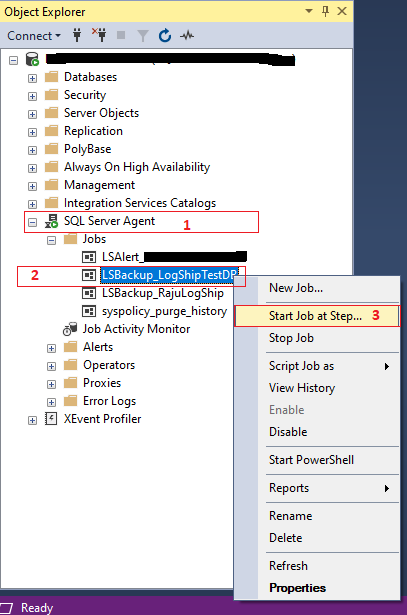 Object Explorer
Connect
Databases
Security
Server Objects
Replication
PolyBase
Always On High Availability
Management
Integration Services Catalogs
SQL Server Agent 1
Jobs
LSAlert_
2 LSBackup_LogShipTestDB
LSBackup_RajuLogShip
syspolicy_purge_history
Job Activity Monitor
Alerts
Operators
Proxies
Error Logs
XEvent Profiler
New Job...
Start Job at Step... 3
Stop Job
Script Job as
View History
Enable
Disable
Start PowerShell
Reports
Rename
Delete
Refresh
Properties
Ready